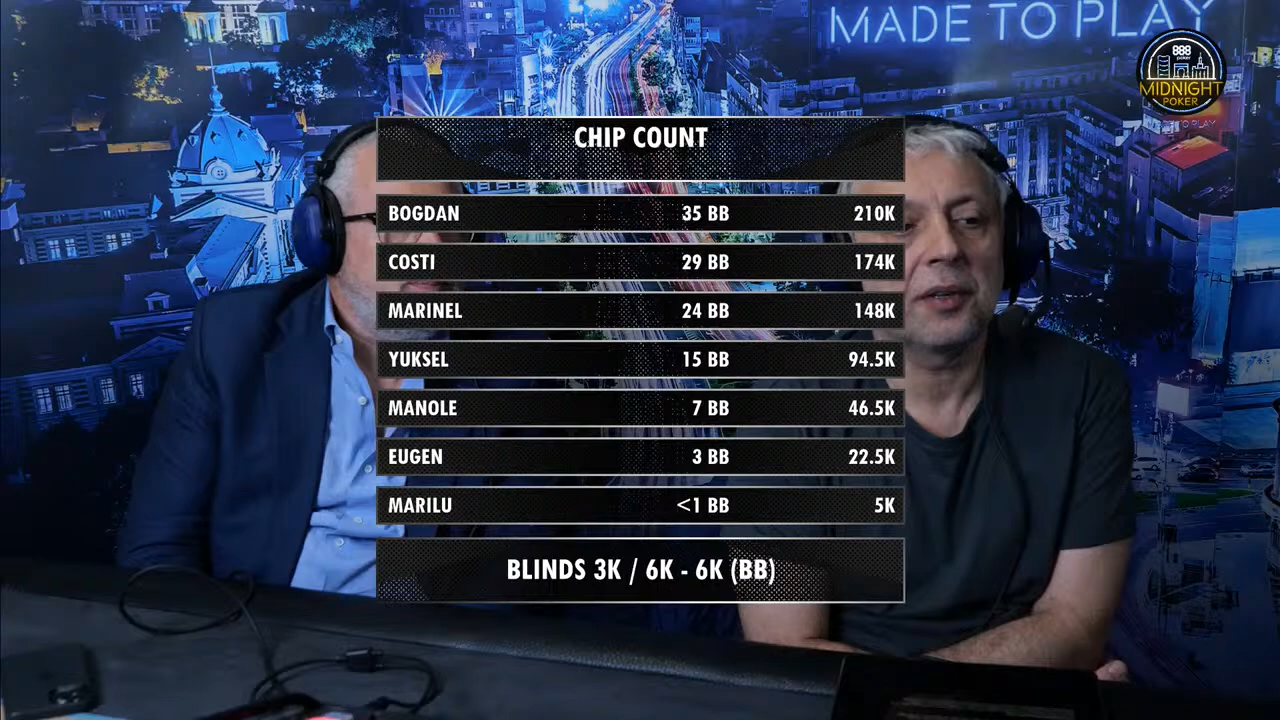 MADE TO PLAY
888
poker
MIDNIGHT
POKER
CHIP COUNT
BOGDAN 35 BB 210K
COSTI 29 BB 174K
MARINEL 24 BB 148K
YUKSEL 15 BB 94.5K
MANOLE 7 BB 46.5K
EUGEN 3 BB 22.5K
MARILU <1 BB 5K
BLINDS 3K / 6K - 6K (BB)